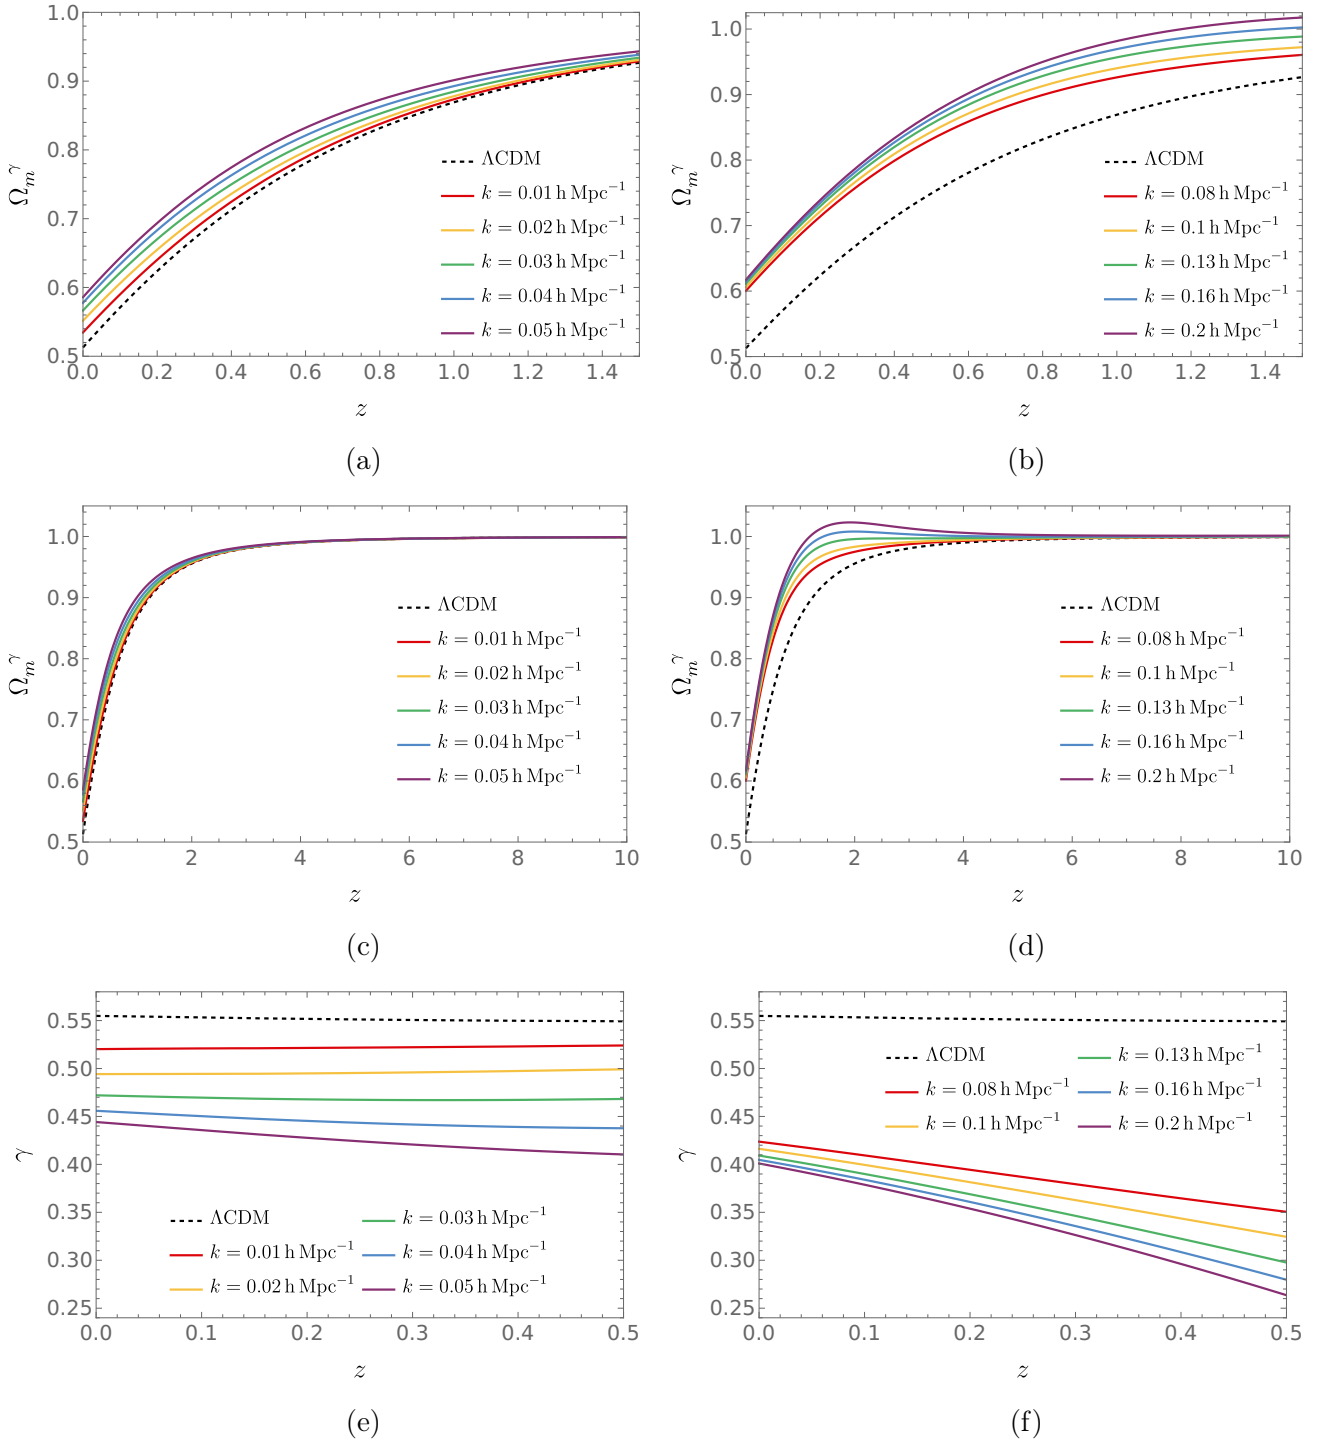 1.0
0.9
0.8
0.7
0.6
0.5
Ωₘ^γ
0.0 0.2 0.4 0.6 0.8 1.0 1.2 1.4
z
ΛCDM
k = 0.01 h Mpc⁻¹
k = 0.02 h Mpc⁻¹
k = 0.03 h Mpc⁻¹
k = 0.04 h Mpc⁻¹
k = 0.05 h Mpc⁻¹
(a)
1.0
0.9
0.8
0.7
0.6
0.5
Ωₘ^γ
0.0 0.2 0.4 0.6 0.8 1.0 1.2 1.4
z
ΛCDM
k = 0.08 h Mpc⁻¹
k = 0.1 h Mpc⁻¹
k = 0.13 h Mpc⁻¹
k = 0.16 h Mpc⁻¹
k = 0.2 h Mpc⁻¹
(b)
1.0
0.9
0.8
0.7
0.6
0.5
Ωₘ^γ
0 2 4 6 8 10
z
ΛCDM
k = 0.01 h Mpc⁻¹
k = 0.02 h Mpc⁻¹
k = 0.03 h Mpc⁻¹
k = 0.04 h Mpc⁻¹
k = 0.05 h Mpc⁻¹
(c)
1.0
0.9
0.8
0.7
0.6
0.5
Ωₘ^γ
0 2 4 6 8 10
z
ΛCDM
k = 0.08 h Mpc⁻¹
k = 0.1 h Mpc⁻¹
k = 0.13 h Mpc⁻¹
k = 0.16 h Mpc⁻¹
k = 0.2 h Mpc⁻¹
(d)
0.55
0.50
0.45
0.40
0.35
0.30
0.25
γ
0.0 0.1 0.2 0.3 0.4 0.5
z
ΛCDM k = 0.03 h Mpc⁻¹
k = 0.01 h Mpc⁻¹ k = 0.04 h Mpc⁻¹
k = 0.02 h Mpc⁻¹ k = 0.05 h Mpc⁻¹
(e)
0.55
0.50
0.45
0.40
0.35
0.30
0.25
γ
0.0 0.1 0.2 0.3 0.4 0.5
z
ΛCDM k = 0.13 h Mpc⁻¹
k = 0.08 h Mpc⁻¹ k = 0.16 h Mpc⁻¹
k = 0.1 h Mpc⁻¹ k = 0.2 h Mpc⁻¹
(f)